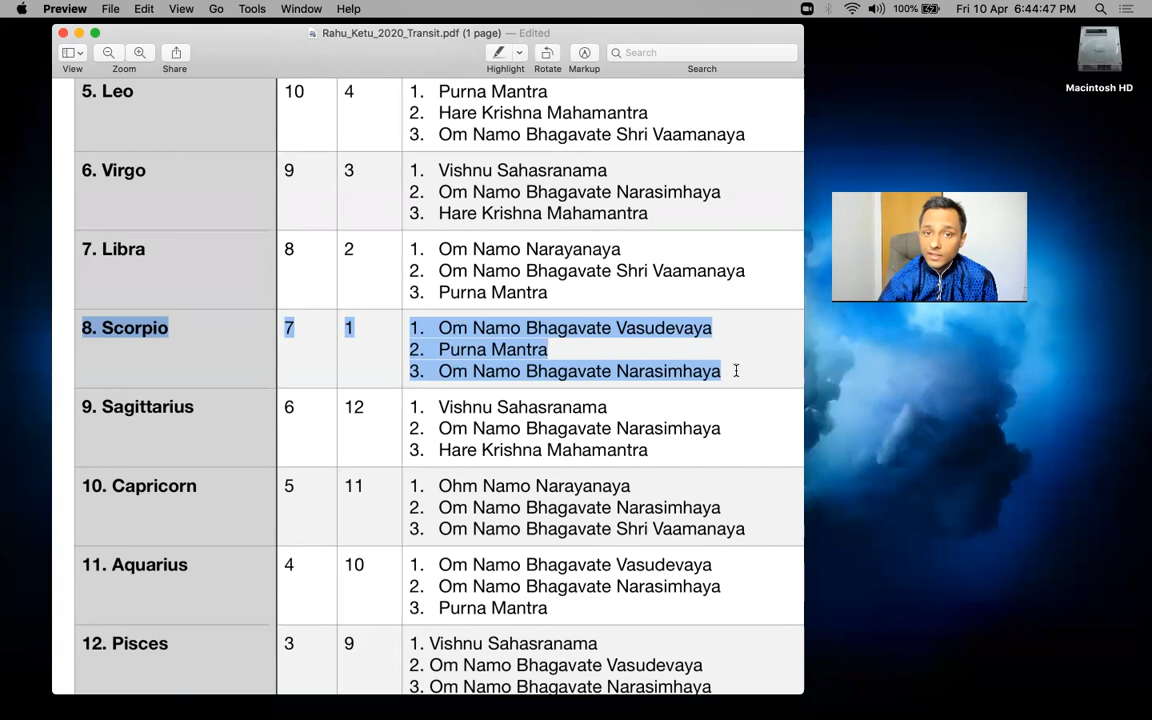 Preview File Edit View Go Tools Window Help 100% Fri 10 Apr 6:44:47 PM
Rahu_Ketu_2020_Transit.pdf (1 page) — Edited
Search
View Zoom Share Highlight Rotate Markup Search
Macintosh HD
5. Leo 10 4 1. Purna Mantra
2. Hare Krishna Mahamantra
3. Om Namo Bhagavate Shri Vaamanaya
6. Virgo 9 3 1. Vishnu Sahasranama
2. Om Namo Bhagavate Narasimhaya
3. Hare Krishna Mahamantra
7. Libra 8 2 1. Om Namo Narayanaya
2. Om Namo Bhagavate Shri Vaamanaya
3. Purna Mantra
8. Scorpio 7 1 1. Om Namo Bhagavate Vasudevaya
2. Purna Mantra
3. Om Namo Bhagavate Narasimhaya
9. Sagittarius 6 12 1. Vishnu Sahasranama
2. Om Namo Bhagavate Narasimhaya
3. Hare Krishna Mahamantra
10. Capricorn 5 11 1. Ohm Namo Narayanaya
2. Om Namo Bhagavate Narasimhaya
3. Om Namo Bhagavate Shri Vaamanaya
11. Aquarius 4 10 1. Om Namo Bhagavate Vasudevaya
2. Om Namo Bhagavate Narasimhaya
3. Purna Mantra
12. Pisces 3 9 1. Vishnu Sahasranama
2. Om Namo Bhagavate Vasudevaya
3. Om Namo Bhagavate Narasimhaya